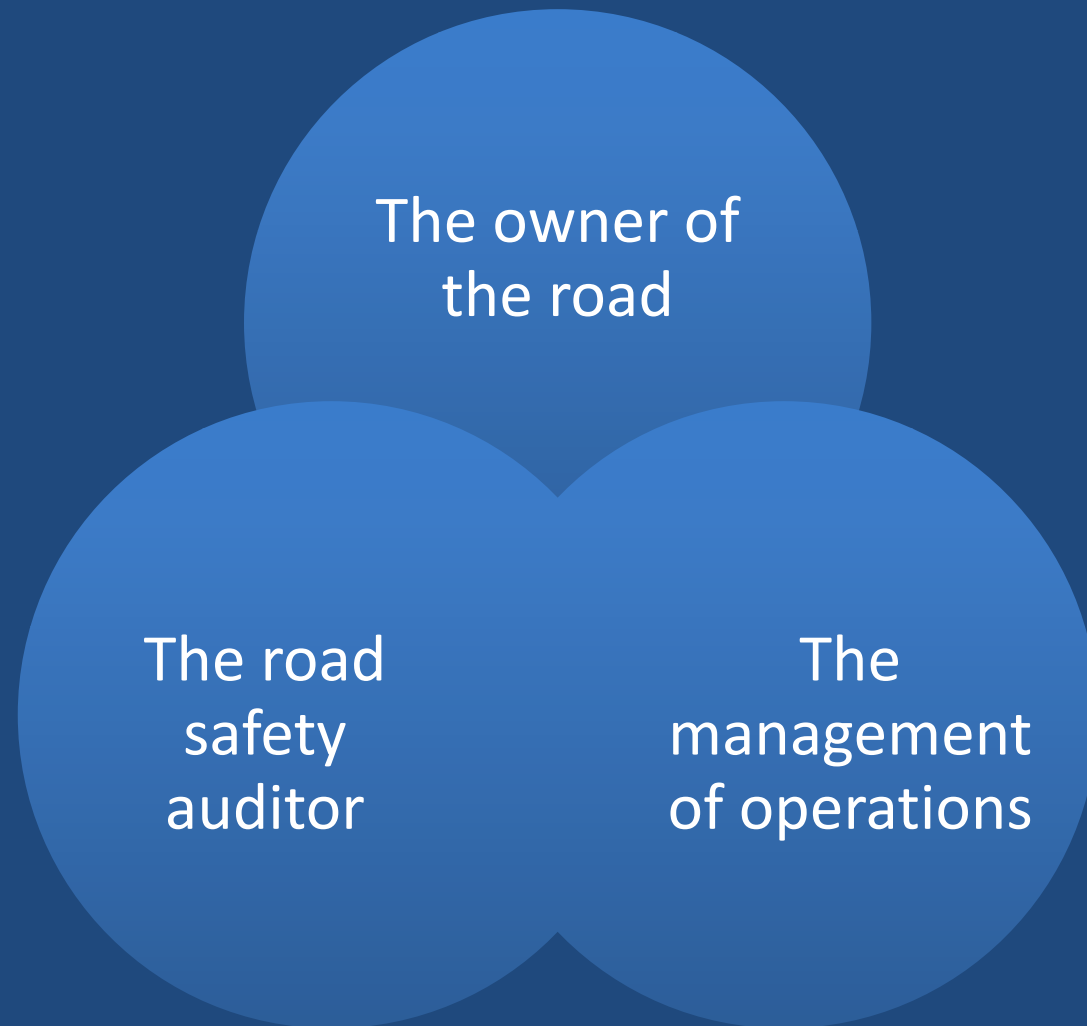 The owner of
the road
The road
safety
auditor
The
management
of operations